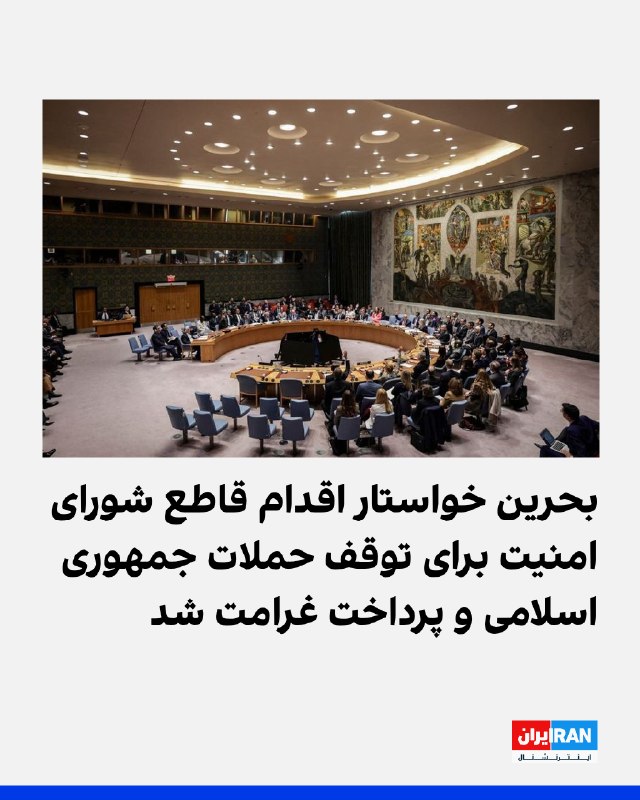 بحرین خواستار اقدام قاطع شورای
امنیت برای توقف حملات جمهوری
اسلامی و پرداخت غرامت شد
ایران IRAN
اینترنشنال